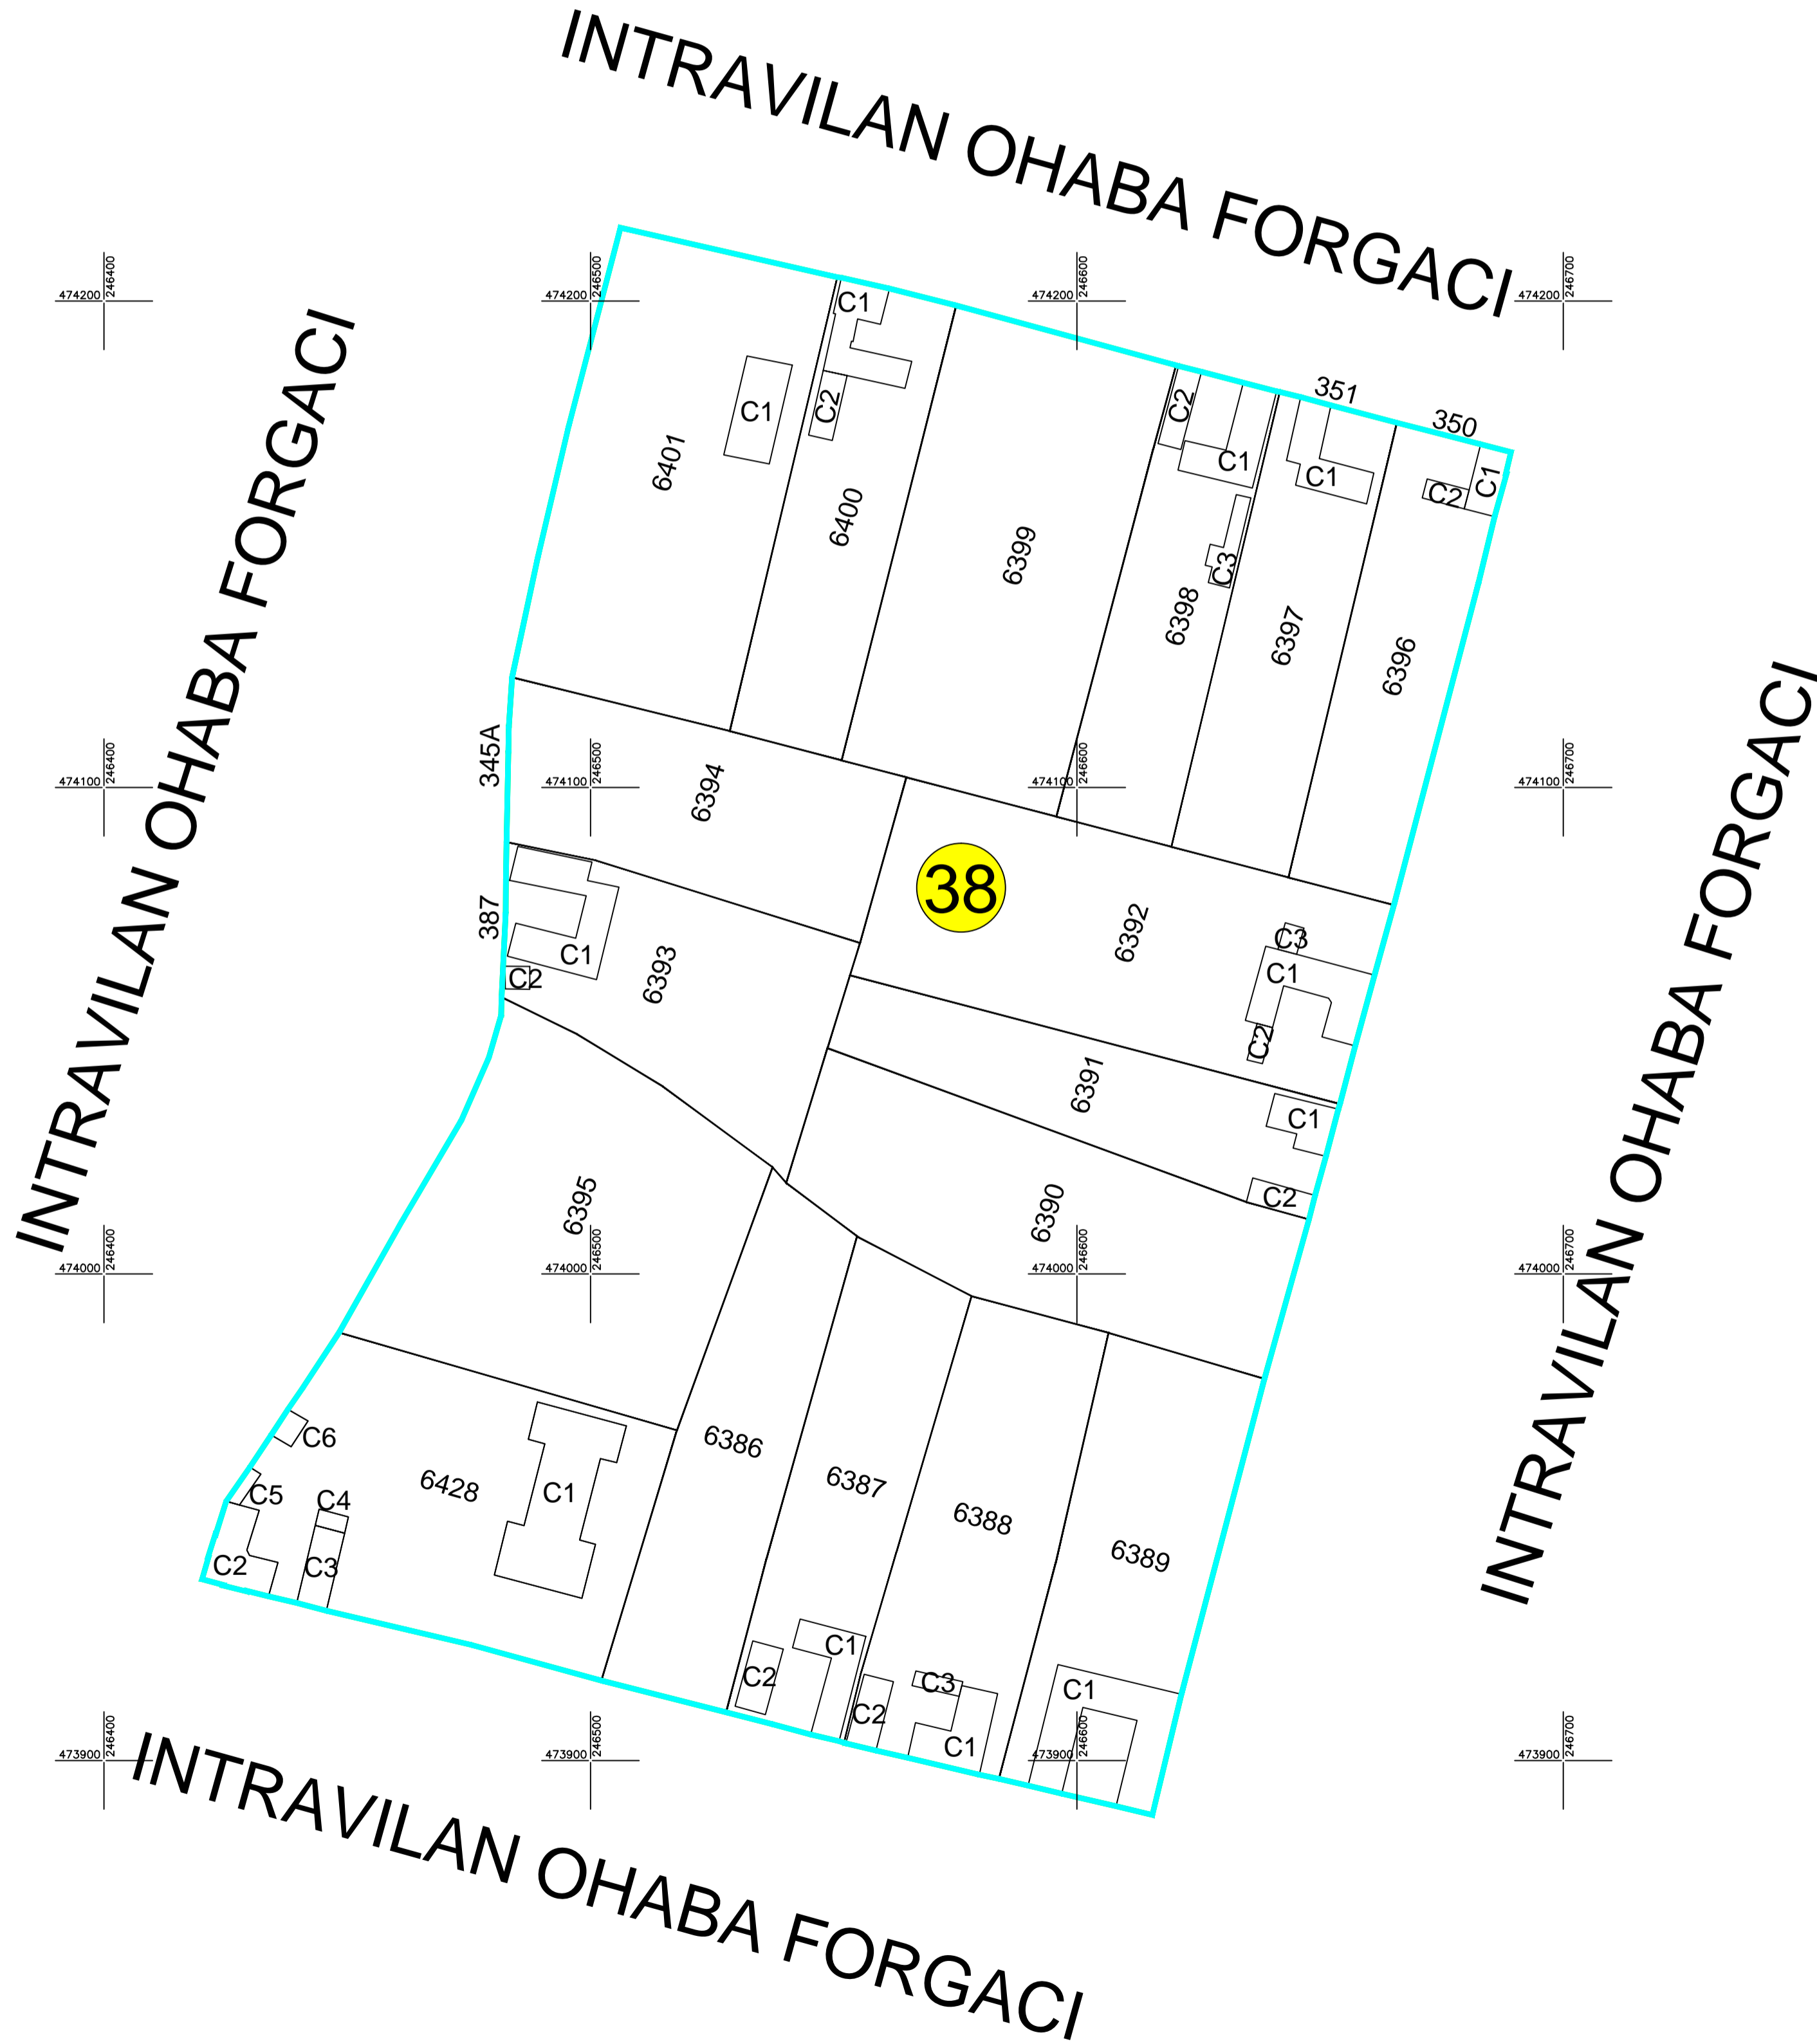 INTRAVILAN OHABA FORGACI
INTRAVILAN OHABA FORGACI
INTRAVILAN OHABA FORGACI
INTRAVILAN OHABA FORGACI
474200 246400
474200 246500
474200 246600
474200 246700
351
350
C1
C1
C2
6401
6400
6399
C2
C1
C3
6398
C1
6397
C2
C1
6396
474100 246400
474100 246500
474100 246600
474100 246700
345A
387
6394
38
6392
C3
C1
C2
C1
C2
6393
6391
C1
C2
6395
6390
474000 246400
474000 246500
474000 246600
474000 246700
C6
C5
C4
C3
C2
6428
C1
6386
6387
6388
6389
C1
C2
C2
C3
C1
C1
473900 246400
473900 246500
473900 246600
473900 246700